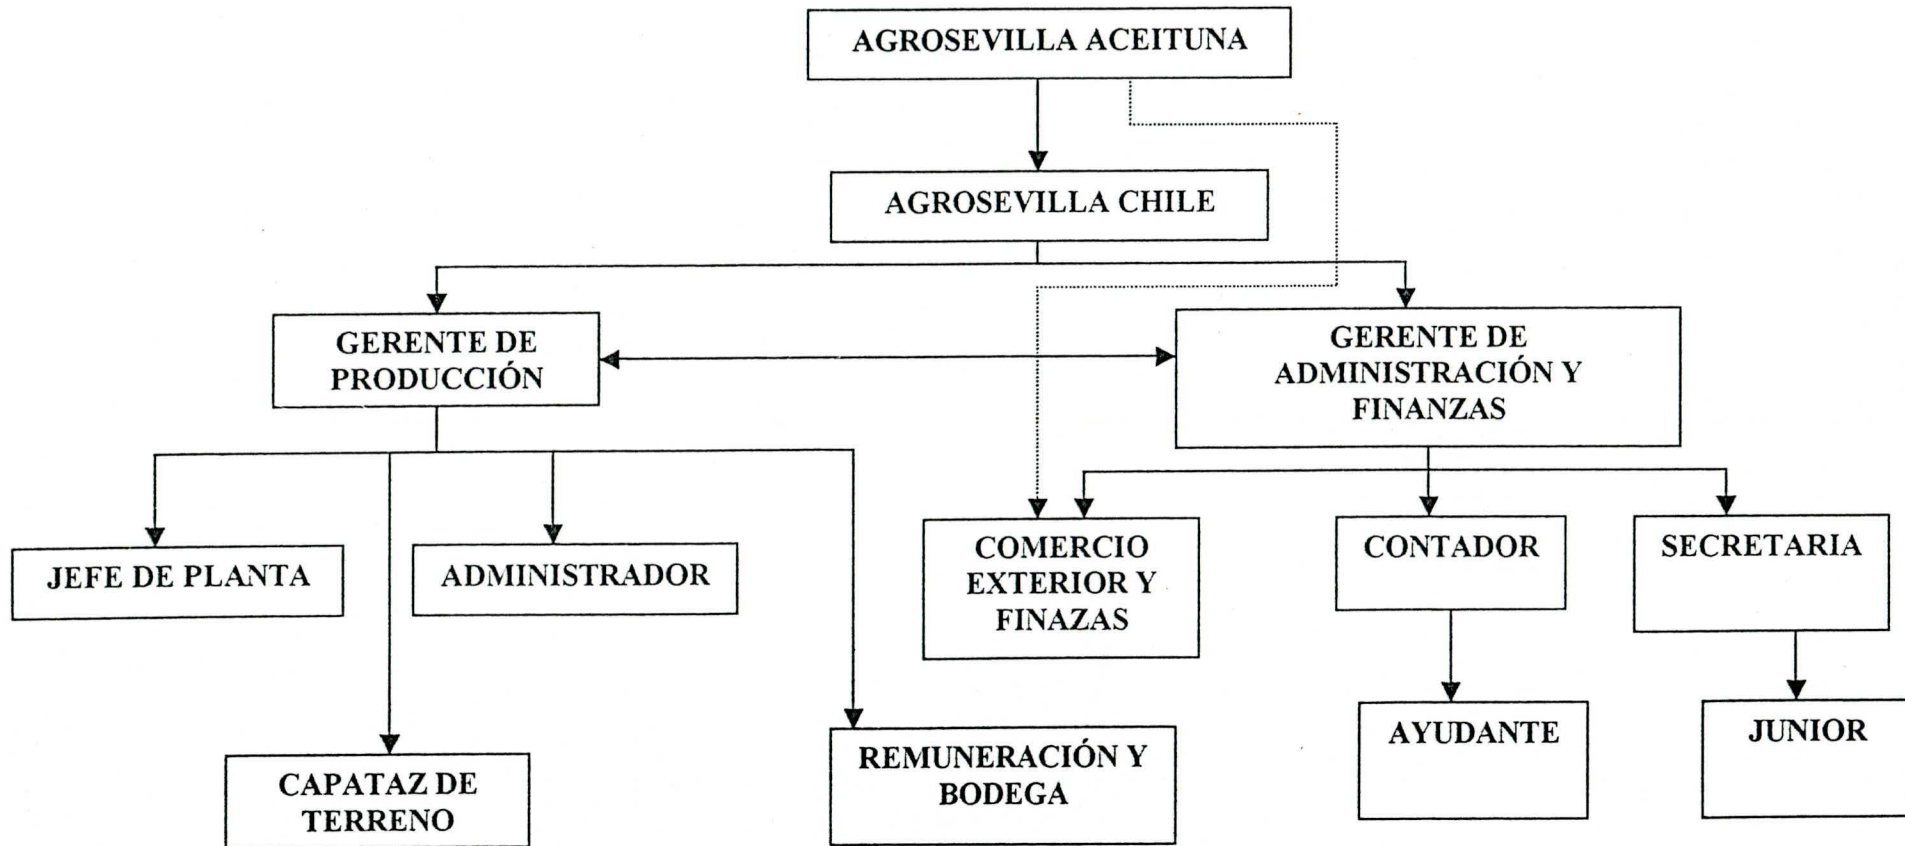 AGROSEVILLA ACEITUNA
AGROSEVILLA CHILE
GERENTE DE
PRODUCCIÓN
GERENTE DE
ADMINISTRACIÓN Y
FINANZAS
JEFE DE PLANTA
ADMINISTRADOR
COMERCIO
EXTERIOR Y
FINAZAS
CONTADOR
SECRETARIA
CAPATAZ DE
TERRENO
REMUNERACIÓN Y
BODEGA
AYUDANTE
JUNIOR